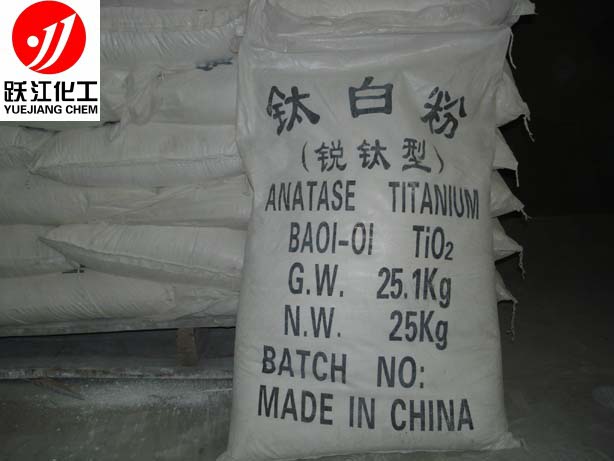 跃江化工
YUEJIANG CHEM
钛白粉
(锐钛型)
ANATASE TITANIUM
BAOI-OI TiO₂
G.W. 25.1Kg
N.W. 25Kg
BATCH NO:
MADE IN CHINA